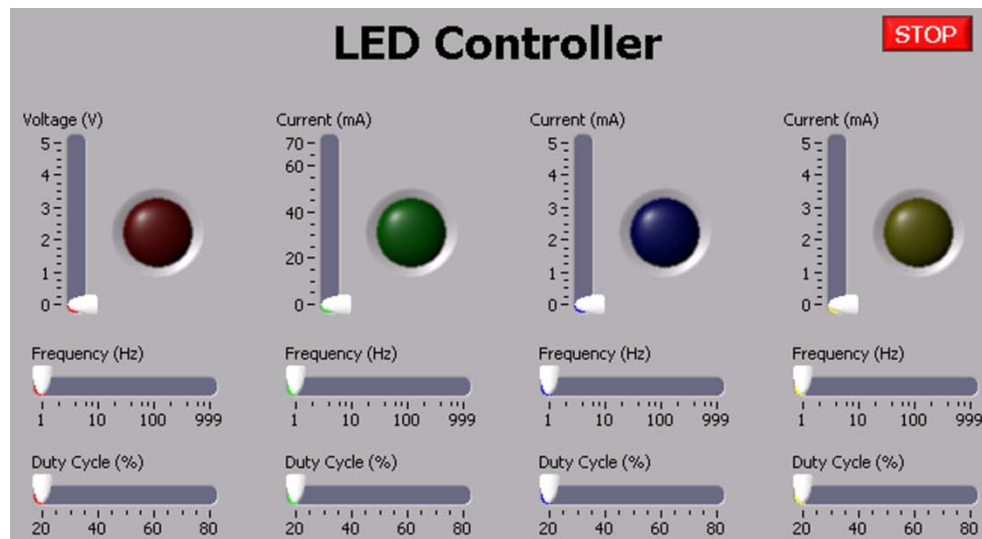 LED Controller
STOP
Voltage (V) Current (mA) Current (mA) Current (mA)
5 70 5 5
4 60 4 4
3 40 3 3
2 20 2 2
1 1 1
0 0 0 0
Frequency (Hz) Frequency (Hz) Frequency (Hz) Frequency (Hz)
1 10 100 999 1 10 100 999 1 10 100 999 1 10 100 999
Duty Cycle (%) Duty Cycle (%) Duty Cycle (%) Duty Cycle (%)
20 40 60 80 20 40 60 80 20 40 60 80 20 40 60 80